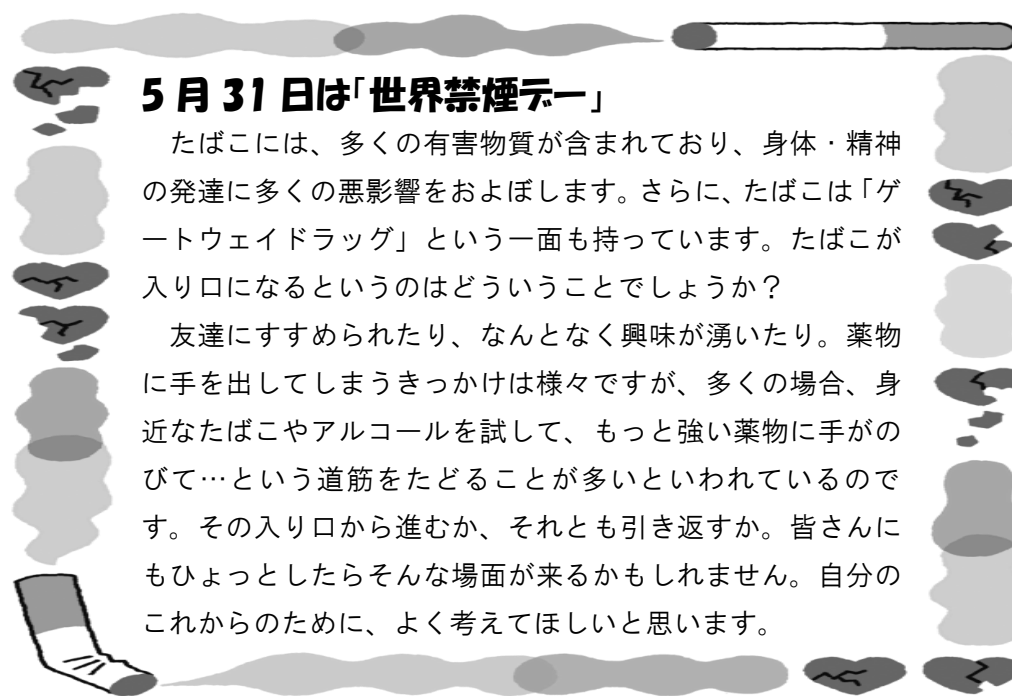 5月31日は「世界禁煙デー」
たばこには、多くの有害物質が含まれており、身体・精神
の発達に多くの悪影響をおよぼします。さらに、たばこは「ゲ
ートウェイドラッグ」という一面も持っています。たばこが
入り口になるというのはどういうことでしょうか？
友達にすすめられたり、なんとなく興味が湧いたり。薬物
に手を出してしまうきっかけは様々ですが、多くの場合、身
近なたばこやアルコールを試して、もっと強い薬物に手がの
びて…という道筋をたどることが多いといわれているので
す。その入り口から進むか、それとも引き返すか。皆さんに
もひょっとしたらそんな場面が来るかもしれません。自分の
これからのために、よく考えてほしいと思います。